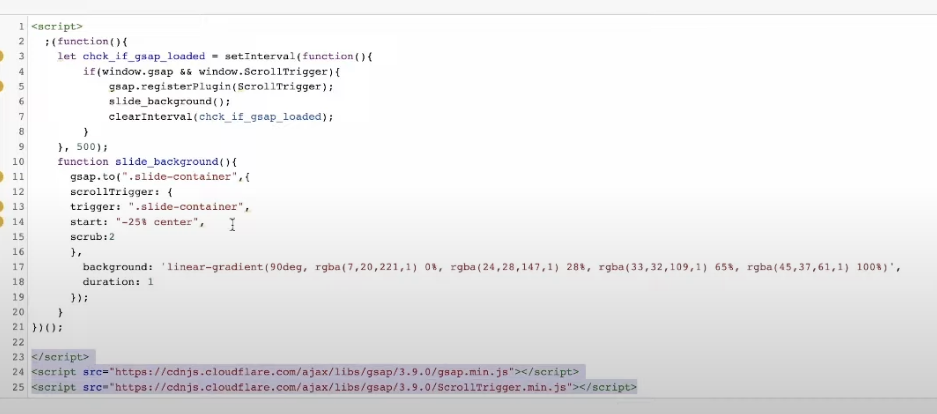 1 <script>
2 ;(function(){
3 let chck_if_gsap_loaded = setInterval(function(){
4 if(window.gsap && window.ScrollTrigger){
5 gsap.registerPlugin(ScrollTrigger);
6 slide_background();
7 clearInterval(chck_if_gsap_loaded);
8 }
9 }, 500);
10 function slide_background(){
11 gsap.to(".slide-container",{
12 scrollTrigger: {
13 trigger: ".slide-container",
14 start: "-25% center",
15 scrub:2
16 },
17 background: 'linear-gradient(90deg, rgba(7,20,221,1) 0%, rgba(24,28,147,1) 28%, rgba(33,32,109,1) 65%, rgba(45,37,61,1) 100%)',
18 duration: 1
19 });
20 }
21 })();
22
23 </script>
24 <script src="https://cdnjs.cloudflare.com/ajax/libs/gsap/3.9.0/gsap.min.js"></script>
25 <script src="https://cdnjs.cloudflare.com/ajax/libs/gsap/3.9.0/ScrollTrigger.min.js"></script>